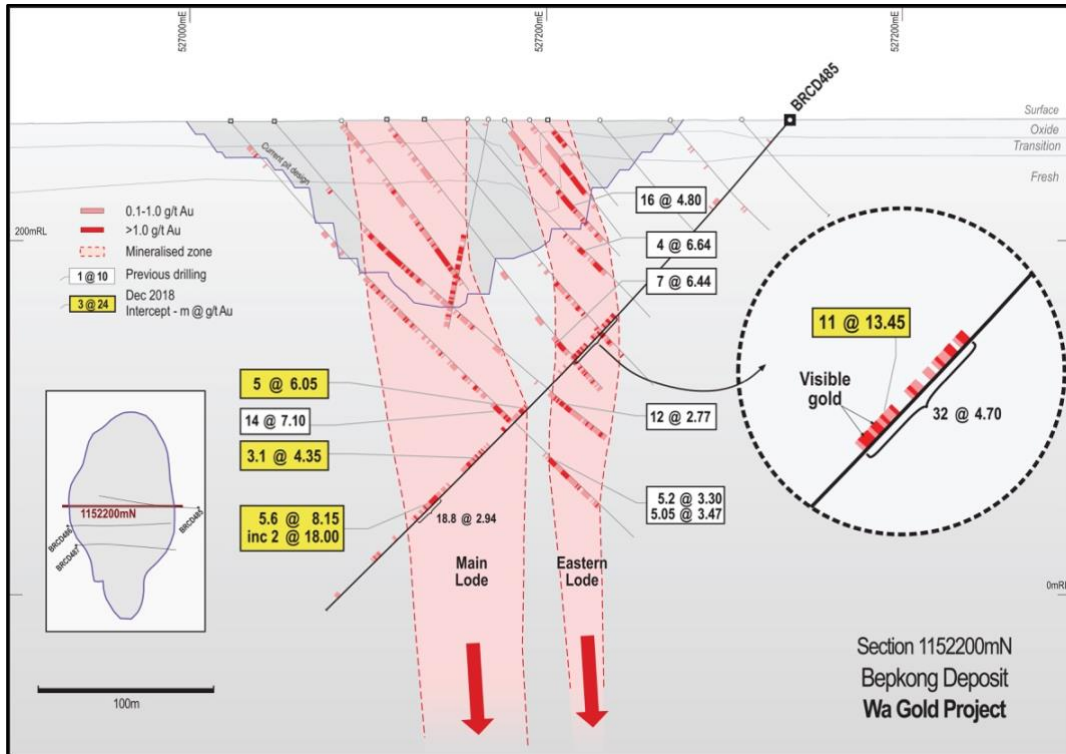 527000mE
527200mE
527200mE
BRCD485
Surface
Oxide
Transition
Fresh
Current pit design
0.1-1.0 g/t Au
>1.0 g/t Au
Mineralised zone
1 @ 10 Previous drilling
3 @ 24 Dec 2018
Intercept - m @ g/t Au
200mRL
16 @ 4.80
4 @ 6.64
7 @ 6.44
11 @ 13.45
Visible
gold
32 @ 4.70
5 @ 6.05
14 @ 7.10
3.1 @ 4.35
12 @ 2.77
5.6 @ 8.15
inc 2 @ 18.00
18.8 @ 2.94
5.2 @ 3.30
5.05 @ 3.47
Main
Lode
Eastern
Lode
0mRL
1152200mN
BRCD485
BRCD486
BRCD487
100m
Section 1152200mN
Bepkong Deposit
Wa Gold Project